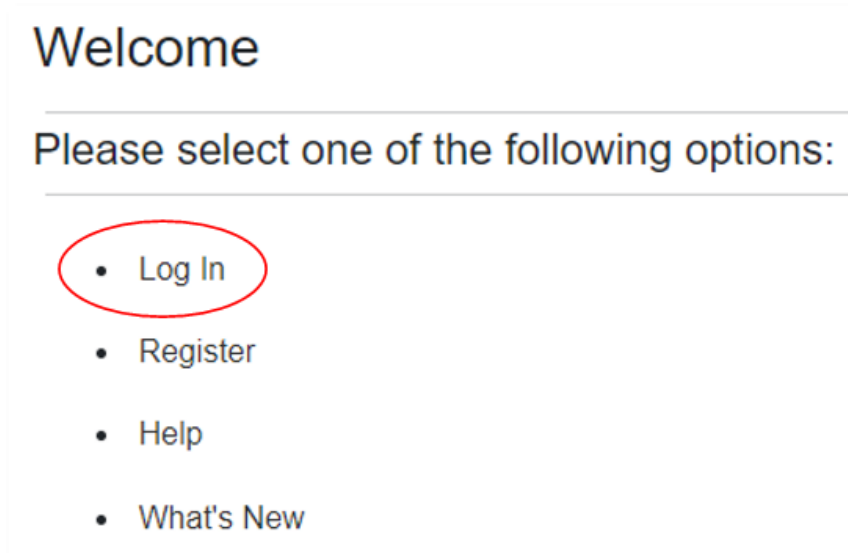 Welcome
Please select one of the following options:
• Log In
• Register
• Help
• What's New